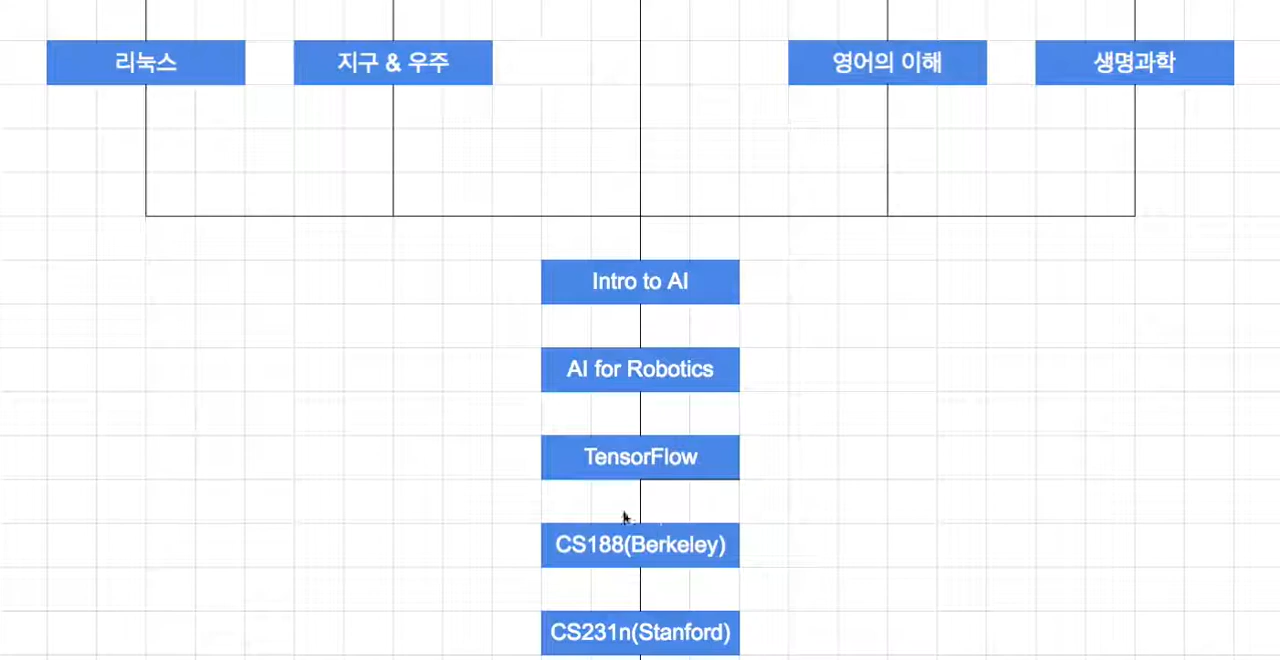 리눅스
지구 & 우주
영어의 이해
생명과학
Intro to AI
AI for Robotics
TensorFlow
CS188(Berkeley)
CS231n(Stanford)